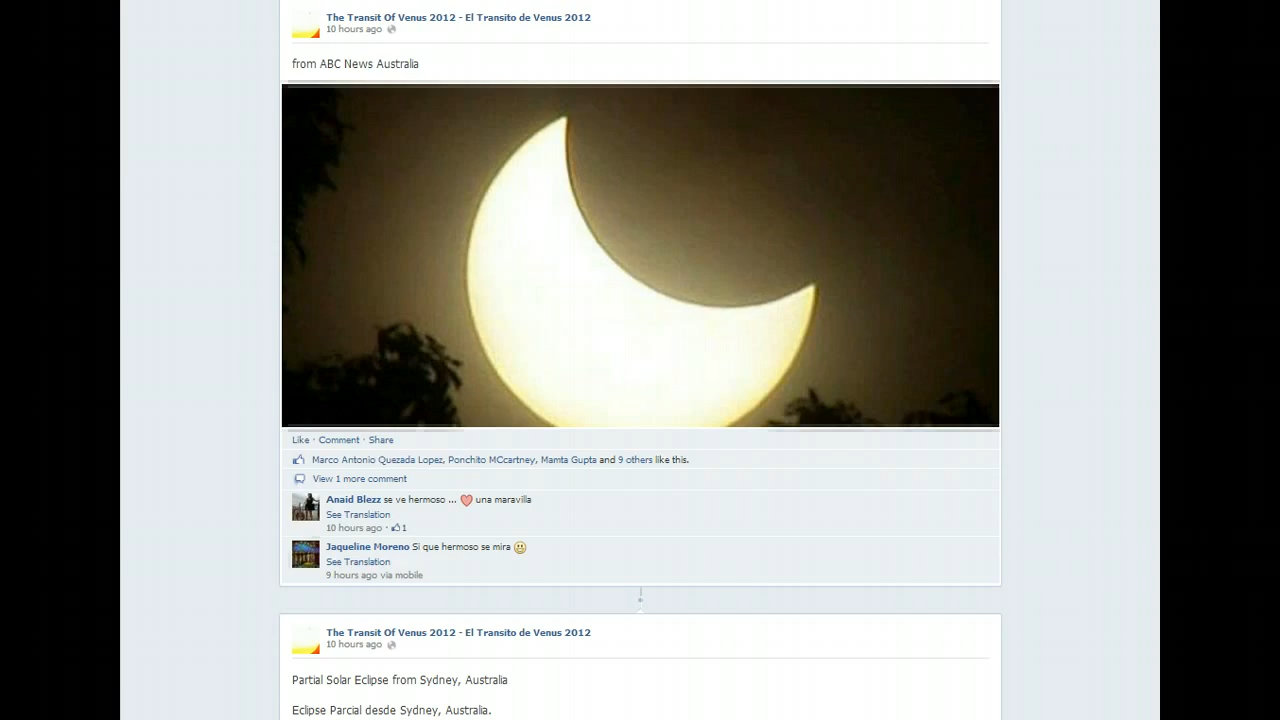 The Transit Of Venus 2012 - El Transito de Venus 2012
10 hours ago
from ABC News Australia
Like · Comment · Share
Marco Antonio Quezada Lopez, Ponchito MCcartney, Mamta Gupta and 9 others like this.
View 1 more comment
Anaid Blezz se ve hermoso ... una maravilla
See Translation
10 hours ago · 1
Jaqueline Moreno Si que hermoso se mira
See Translation
9 hours ago via mobile
The Transit Of Venus 2012 - El Transito de Venus 2012
10 hours ago
Partial Solar Eclipse from Sydney, Australia
Eclipse Parcial desde Sydney, Australia.